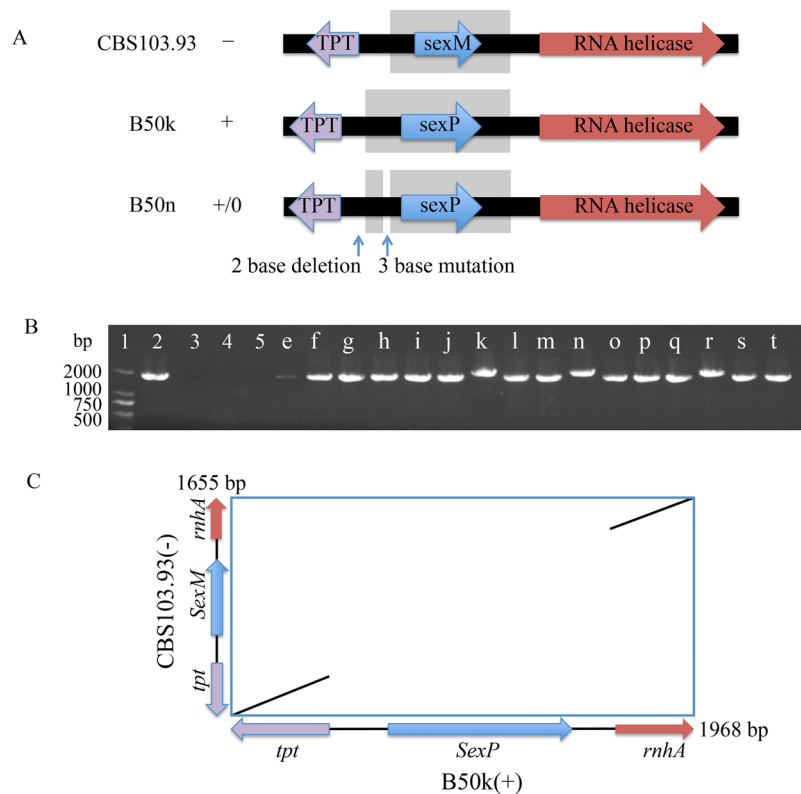 A
CBS103.93 − TPT sexM RNA helicase
B50k + TPT sexP RNA helicase
B50n +/0 TPT sexP RNA helicase
2 base deletion 3 base mutation
B
bp 1 2 3 4 5 e f g h i j k l m n o p q r s t
2000
1000
750
500
C
1655 bp
CBS103.93(-)
rnhA
SexM
tpt
1968 bp
tpt SexP rnhA
B50k(+)